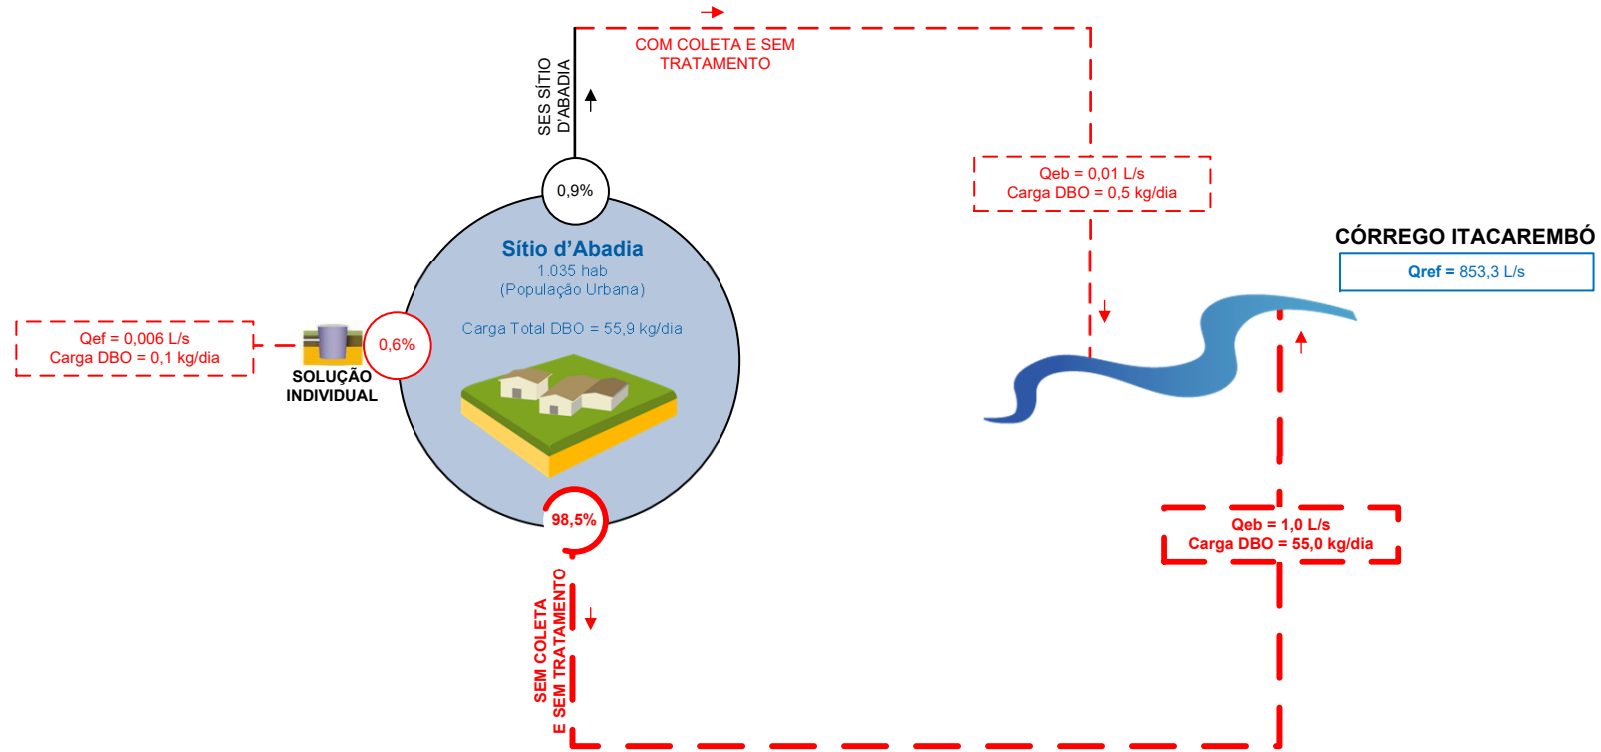 COM COLETA E SEM
TRATAMENTO
SES SÍTIO
D'ABADIA
0,9%
Qeb = 0,01 L/s
Carga DBO = 0,5 kg/dia
CÓRREGO ITACAREMBÓ
Qref = 853,3 L/s
Sítio d'Abadia
1.035 hab
(População Urbana)
Carga Total DBO = 55,9 kg/dia
Qef = 0,006 L/s
Carga DBO = 0,1 kg/dia
0,6%
SOLUÇÃO
INDIVIDUAL
98,5%
Qeb = 1,0 L/s
Carga DBO = 55,0 kg/dia
SEM COLETA
E SEM TRATAMENTO